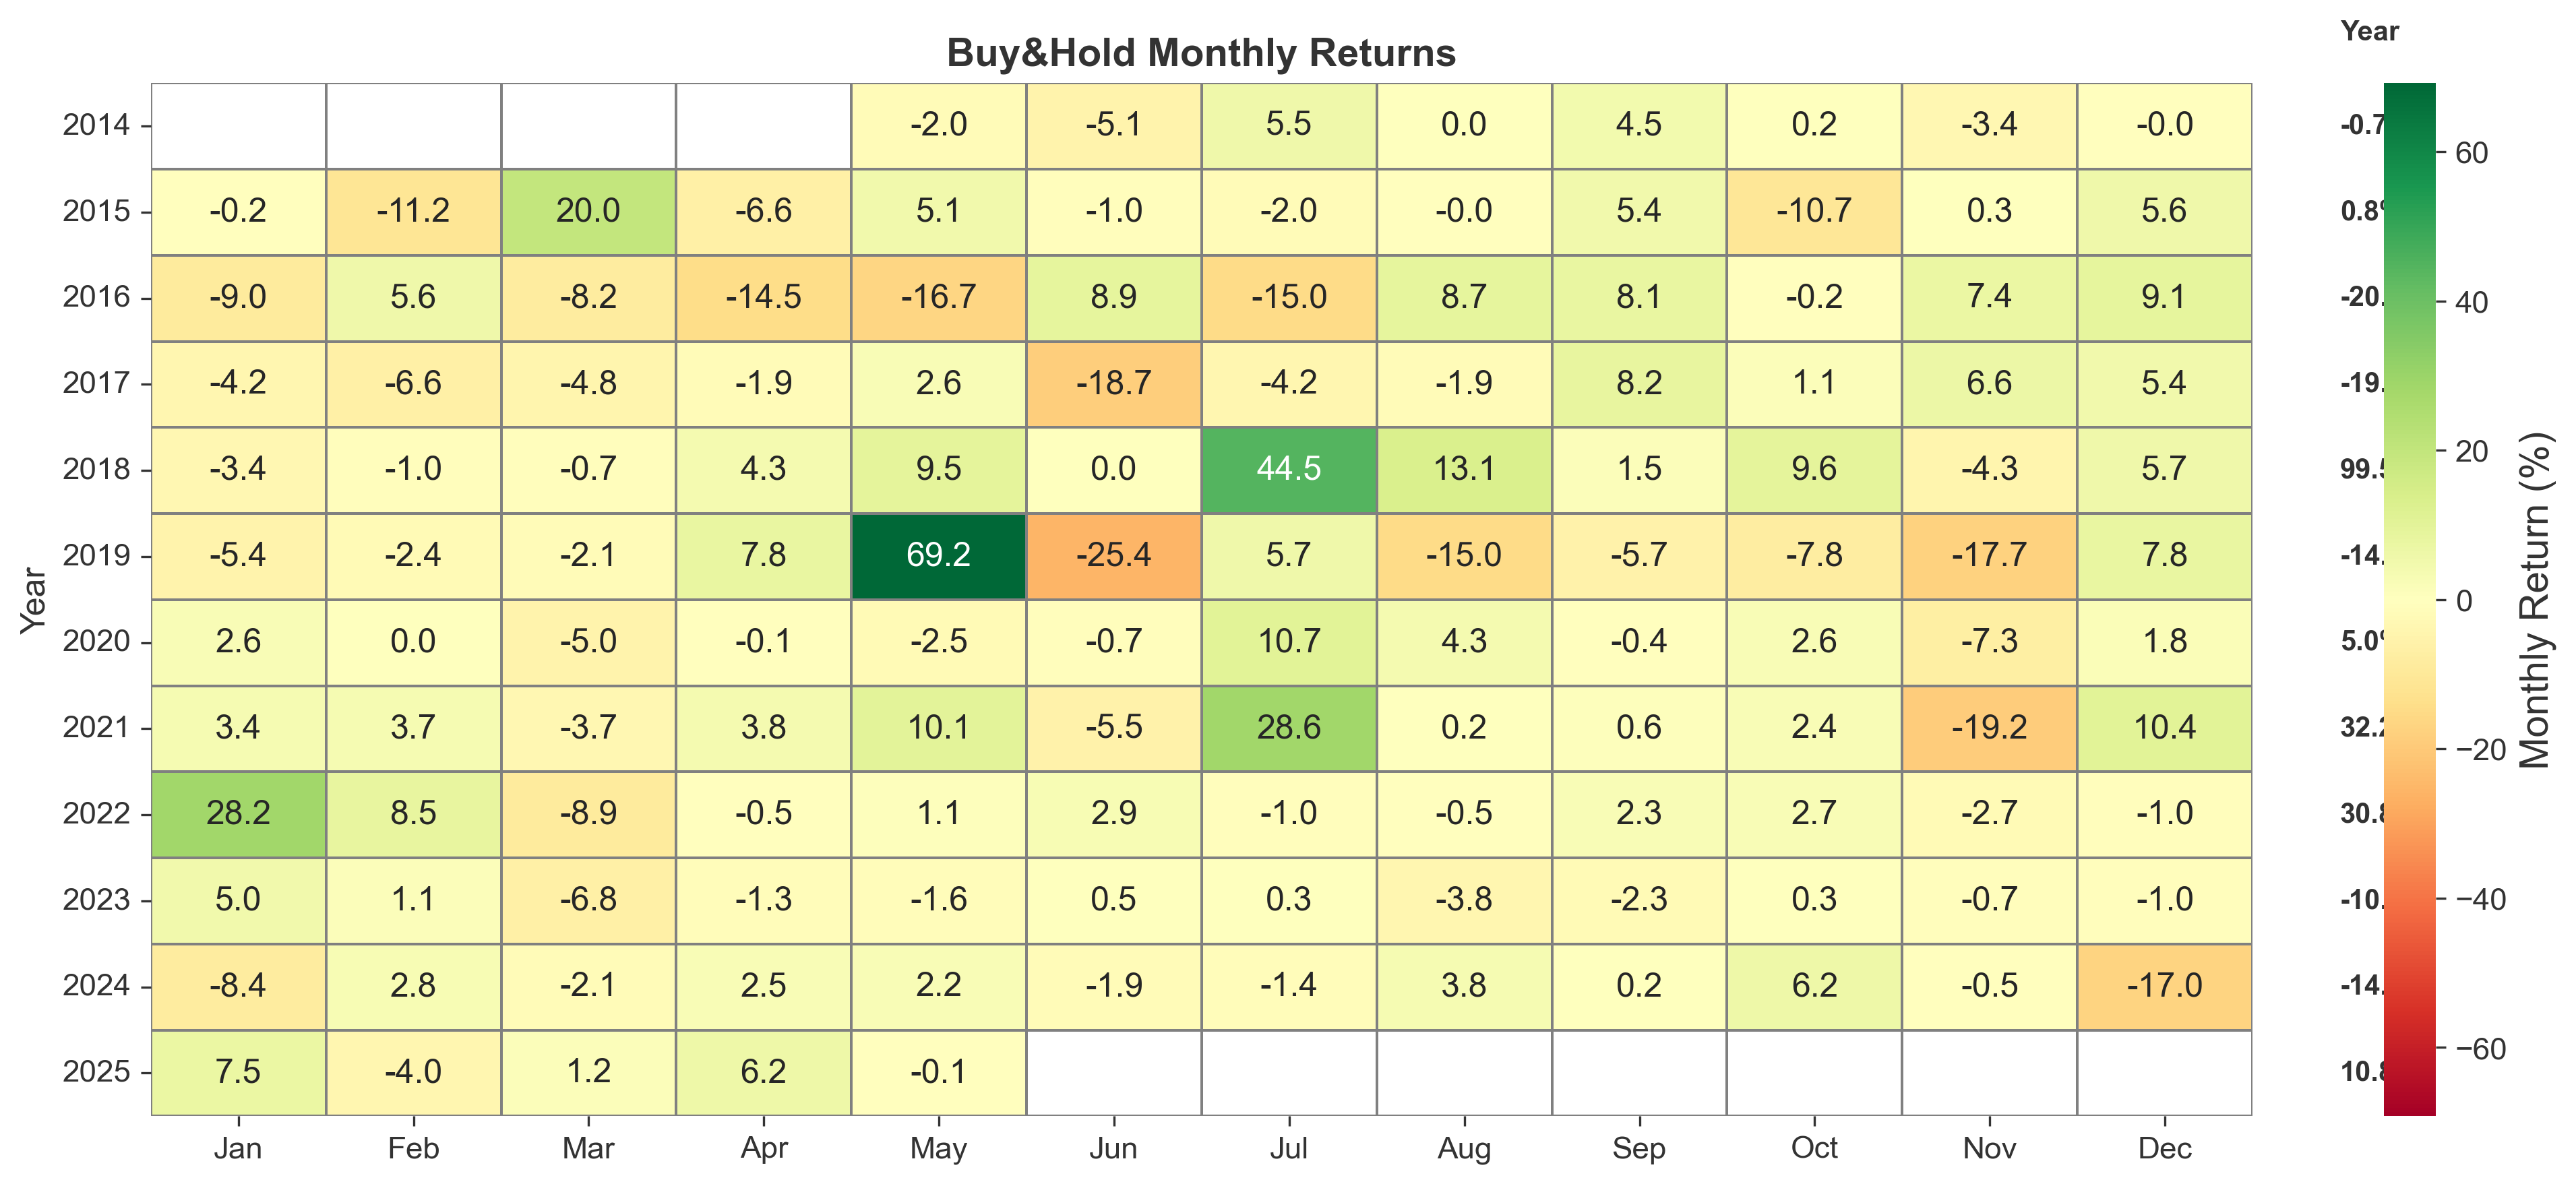 Year
Buy&Hold Monthly Returns
2014 -2.0 -5.1 5.5 0.0 4.5 0.2 -3.4 -0.0 -0.7
2015 -0.2 -11.2 20.0 -6.6 5.1 -1.0 -2.0 -0.0 5.4 -10.7 0.3 5.6 0.8
2016 -9.0 5.6 -8.2 -14.5 -16.7 8.9 -15.0 8.7 8.1 -0.2 7.4 9.1 -20.
2017 -4.2 -6.6 -4.8 -1.9 2.6 -18.7 -4.2 -1.9 8.2 1.1 6.6 5.4 -19.
2018 -3.4 -1.0 -0.7 4.3 9.5 0.0 44.5 13.1 1.5 9.6 -4.3 5.7 99.5
2019 -5.4 -2.4 -2.1 7.8 69.2 -25.4 5.7 -15.0 -5.7 -7.8 -17.7 7.8 -14.
2020 2.6 0.0 -5.0 -0.1 -2.5 -0.7 10.7 4.3 -0.4 2.6 -7.3 1.8 5.0
2021 3.4 3.7 -3.7 3.8 10.1 -5.5 28.6 0.2 0.6 2.4 -19.2 10.4 32.2
2022 28.2 8.5 -8.9 -0.5 1.1 2.9 -1.0 -0.5 2.3 2.7 -2.7 -1.0 30.8
2023 5.0 1.1 -6.8 -1.3 -1.6 0.5 0.3 -3.8 -2.3 0.3 -0.7 -1.0 -10.
2024 -8.4 2.8 -2.1 2.5 2.2 -1.9 -1.4 3.8 0.2 6.2 -0.5 -17.0 -14.
2025 7.5 -4.0 1.2 6.2 -0.1 10.8
Jan Feb Mar Apr May Jun Jul Aug Sep Oct Nov Dec
Year
60
40
20
0
−20
−40
−60
Monthly Return (%)